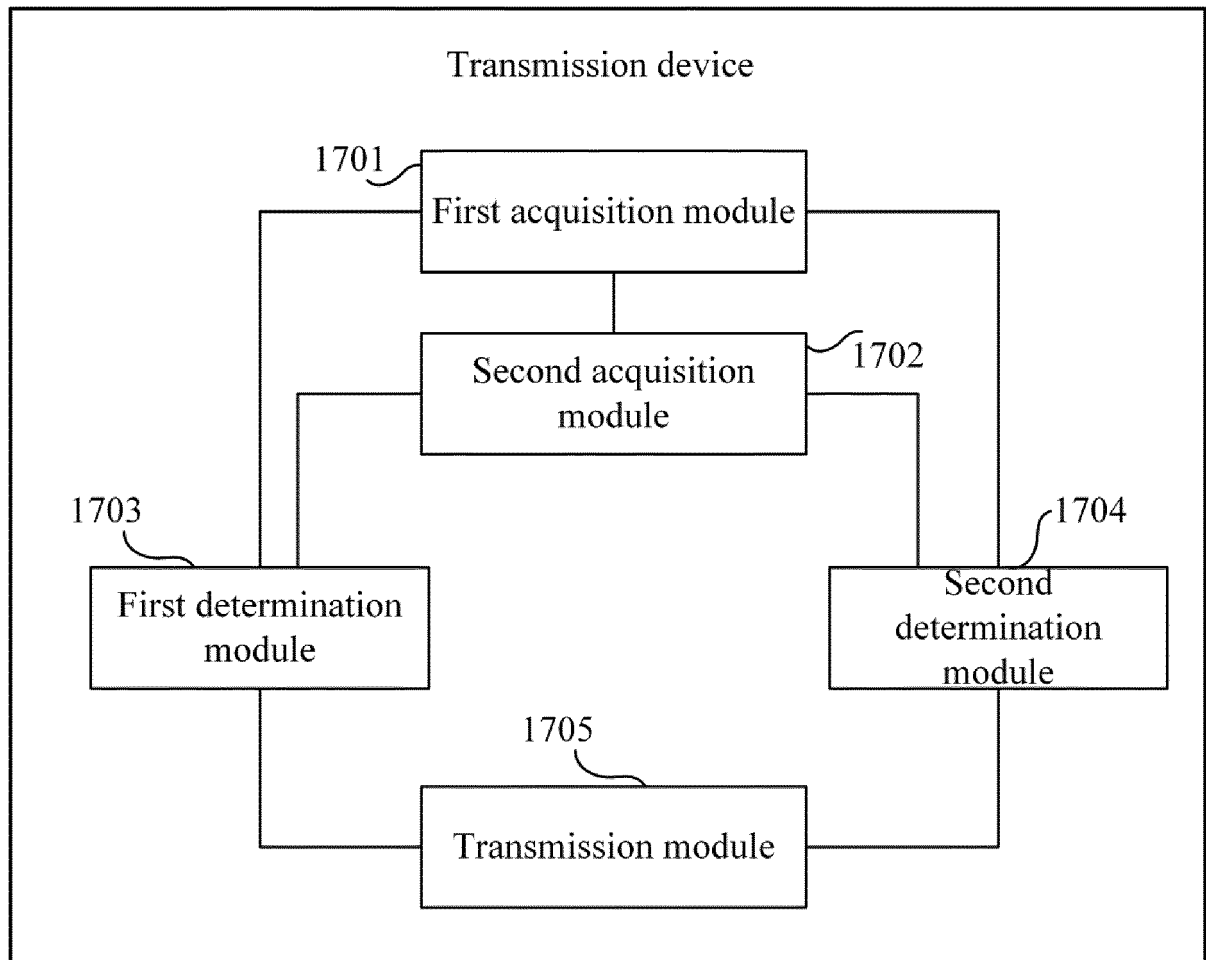 Transmission device
1701
First acquisition module
1702
Second acquisition
module
1703
1704
First determination
module
Second
determination
module
1705
Transmission module